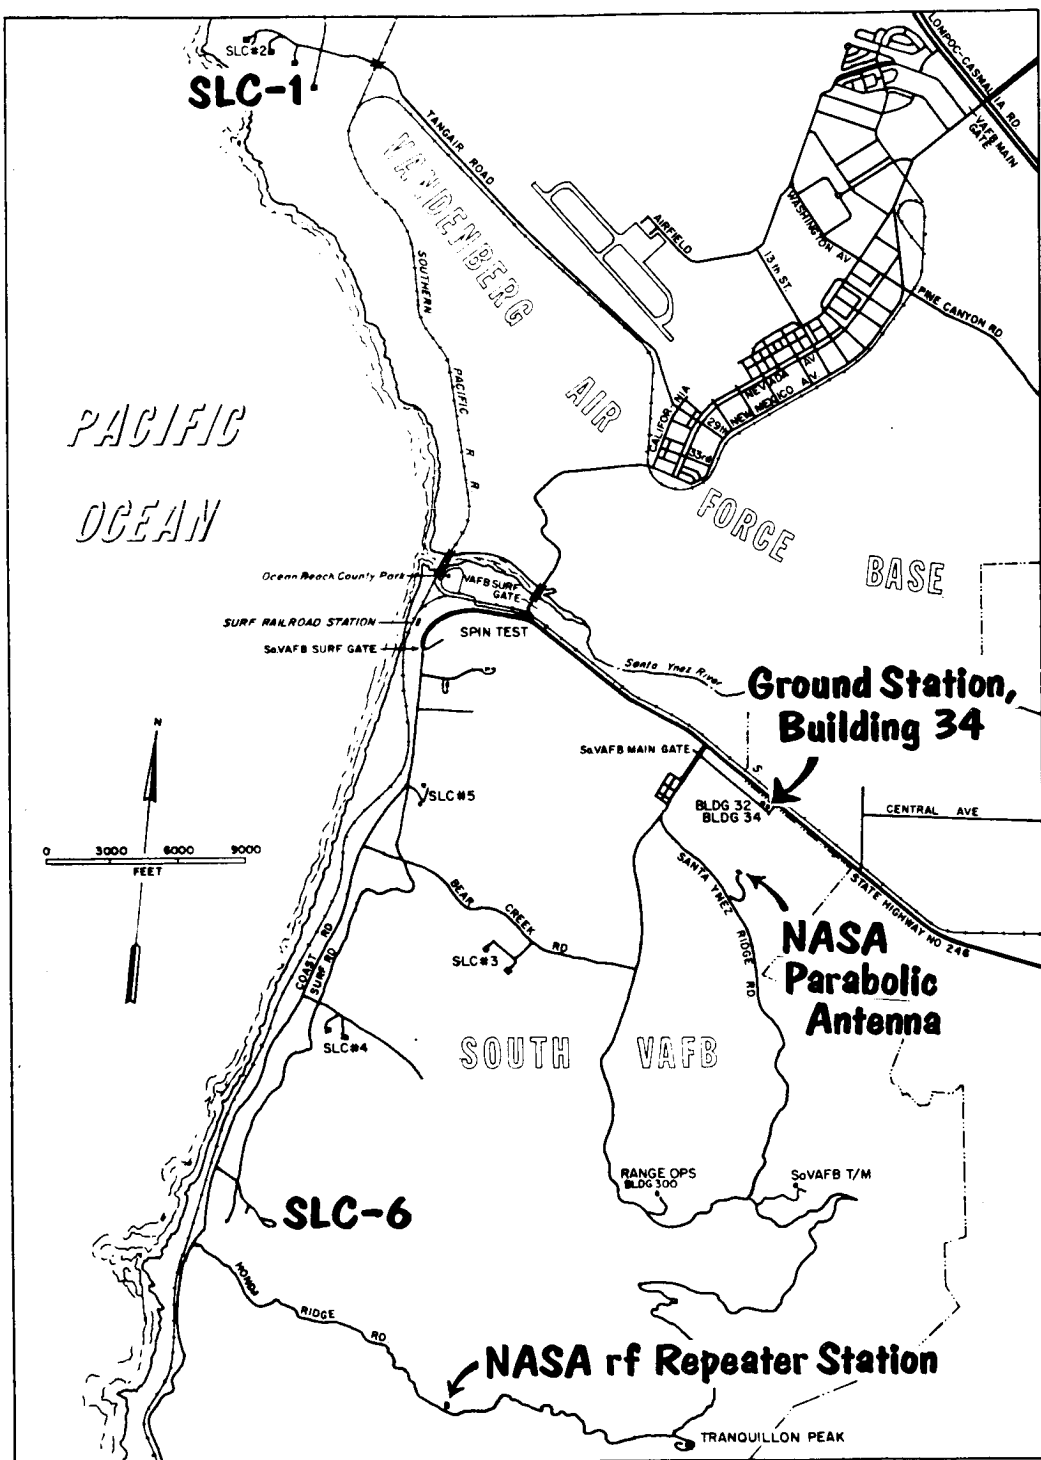 SLC#2
SLC-1
LOMPOC-CASMALIA RD.
VAFB MAIN
GATE
TANGAIR ROAD
VANDENBERG
AIRFIELD
WASHINGTON AV
13th ST.
PINE CANYON RD
SOUTHERN
PACIFIC
R R
NEVADA AV
NEW MEXICO AV.
CALIFORNIA
29th
33rd
AIR
FORCE
BASE
PACIFIC
OCEAN
Ocean Beach County Park
VAFB SURF
GATE
SURF RAILROAD STATION
SPIN TEST
So.VAFB SURF GATE
Santa Ynez River
Ground Station,
Building 34
N
So.VAFB MAIN GATE
S
SLC#5
BLDG 32
BLDG 34
CENTRAL AVE
0 3000 6000 9000
FEET
BEAR
CREEK
RD
SANTA YNEZ
RIDGE RD
STATE HIGHWAY NO 246
NASA
Parabolic
Antenna
COAST RD
SURF RD
SLC#3
SLC#4
SOUTH VAFB
RANGE OPS
BLDG 300
SoVAFB T/M
SLC-6
HONDA
RIDGE
RD
NASA rf Repeater Station
TRANQUILLON PEAK